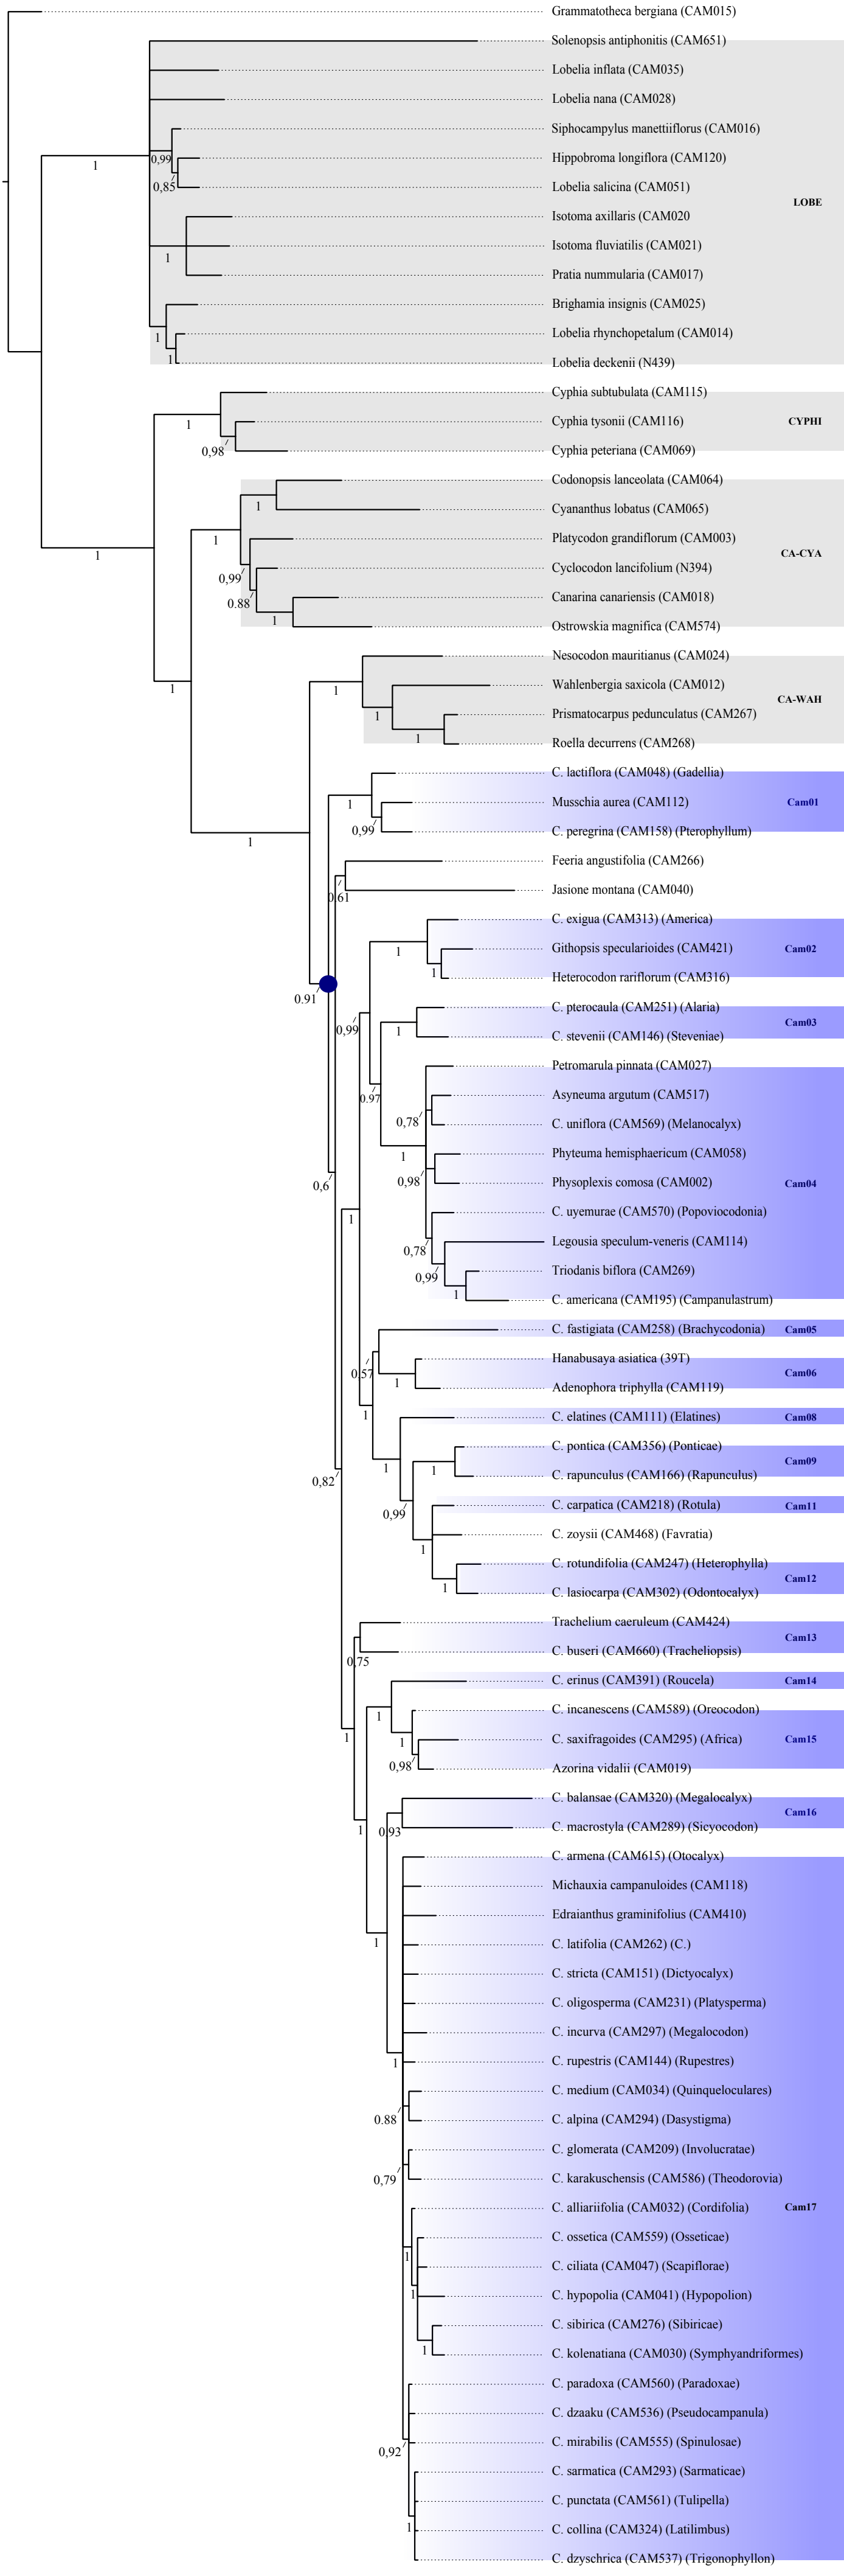 Grammatotheca bergiana (CAM015)
Solenopsis antiphonitis (CAM651)
Lobelia inflata (CAM035)
Lobelia nana (CAM028)
Siphocampylus manettiiflorus (CAM016)
0,99
Hippobroma longiflora (CAM120)
1
0,85
Lobelia salicina (CAM051)
LOBE
Isotoma axillaris (CAM020
Isotoma fluviatilis (CAM021)
1
Pratia nummularia (CAM017)
Brighamia insignis (CAM025)
1
Lobelia rhynchopetalum (CAM014)
1
Lobelia deckenii (N439)
Cyphia subtubulata (CAM115)
1
Cyphia tysonii (CAM116)
CYPHI
0,98
Cyphia peteriana (CAM069)
Codonopsis lanceolata (CAM064)
1
Cyananthus lobatus (CAM065)
1
Platycodon grandiflorum (CAM003)
1
CA-CYA
0,99
Cyclocodon lancifolium (N394)
0.88
Canarina canariensis (CAM018)
1
Ostrowskia magnifica (CAM574)
Nesocodon mauritianus (CAM024)
1
1
Wahlenbergia saxicola (CAM012)
CA-WAH
1
Prismatocarpus pedunculatus (CAM267)
1
Roella decurrens (CAM268)
C. lactiflora (CAM048) (Gadellia)
1
Musschia aurea (CAM112)
Cam01
0,99
C. peregrina (CAM158) (Pterophyllum)
1
Feeria angustifolia (CAM266)
0.61
Jasione montana (CAM040)
C. exigua (CAM313) (America)
1
Githopsis specularioides (CAM421)
Cam02
1
Heterocodon rariflorum (CAM316)
0.91
C. pterocaula (CAM251) (Alaria)
0,99
1
Cam03
C. stevenii (CAM146) (Steveniae)
Petromarula pinnata (CAM027)
0.97
Asyneuma argutum (CAM517)
0,78
C. uniflora (CAM569) (Melanocalyx)
1
Phyteuma hemisphaericum (CAM058)
0,6
0,98
Physoplexis comosa (CAM002)
Cam04
C. uyemurae (CAM570) (Popoviocodonia)
1
0,78
Legousia speculum-veneris (CAM114)
0,99
Triodanis biflora (CAM269)
1
C. americana (CAM195) (Campanulastrum)
C. fastigiata (CAM258) (Brachycodonia)
Cam05
Hanabusaya asiatica (39T)
0.57
1
Cam06
Adenophora triphylla (CAM119)
1
C. elatines (CAM111) (Elatines)
Cam08
C. pontica (CAM356) (Ponticae)
1
1
Cam09
0,82
C. rapunculus (CAM166) (Rapunculus)
0,99
C. carpatica (CAM218) (Rotula)
Cam11
C. zoysii (CAM468) (Favratia)
1
C. rotundifolia (CAM247) (Heterophylla)
1
Cam12
C. lasiocarpa (CAM302) (Odontocalyx)
Trachelium caeruleum (CAM424)
Cam13
0,75
C. buseri (CAM660) (Tracheliopsis)
C. erinus (CAM391) (Roucela)
Cam14
1
C. incanescens (CAM589) (Oreocodon)
1
1
C. saxifragoides (CAM295) (Africa)
Cam15
0,98
Azorina vidalii (CAM019)
C. balansae (CAM320) (Megalocalyx)
Cam16
1
0,93
C. macrostyla (CAM289) (Sicyocodon)
C. armena (CAM615) (Otocalyx)
Michauxia campanuloides (CAM118)
Edraianthus graminifolius (CAM410)
1
C. latifolia (CAM262) (C.)
C. stricta (CAM151) (Dictyocalyx)
C. oligosperma (CAM231) (Platysperma)
C. incurva (CAM297) (Megalocodon)
1
C. rupestris (CAM144) (Rupestres)
C. medium (CAM034) (Quinqueloculares)
0.88
C. alpina (CAM294) (Dasystigma)
C. glomerata (CAM209) (Involucratae)
0,79
C. karakuschensis (CAM586) (Theodorovia)
C. alliariifolia (CAM032) (Cordifolia)
Cam17
C. ossetica (CAM559) (Osseticae)
1
C. ciliata (CAM047) (Scapiflorae)
1
C. hypopolia (CAM041) (Hypopolion)
C. sibirica (CAM276) (Sibiricae)
1
C. kolenatiana (CAM030) (Symphyandriformes)
C. paradoxa (CAM560) (Paradoxae)
C. dzaaku (CAM536) (Pseudocampanula)
0,92
C. mirabilis (CAM555) (Spinulosae)
C. sarmatica (CAM293) (Sarmaticae)
C. punctata (CAM561) (Tulipella)
1
C. collina (CAM324) (Latilimbus)
C. dzyschrica (CAM537) (Trigonophyllon)